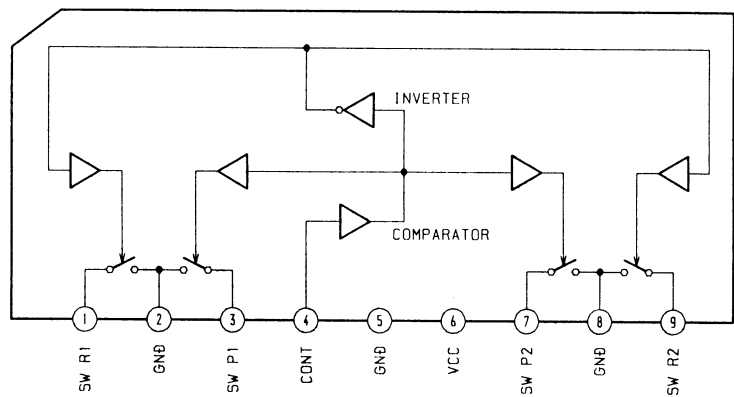 INVERTER
COMPARATOR
1 2 3 4 5 6 7 8 9
SW R1
GND
SW P1
CONT
GND
VCC
SW P2
GND
SW R2